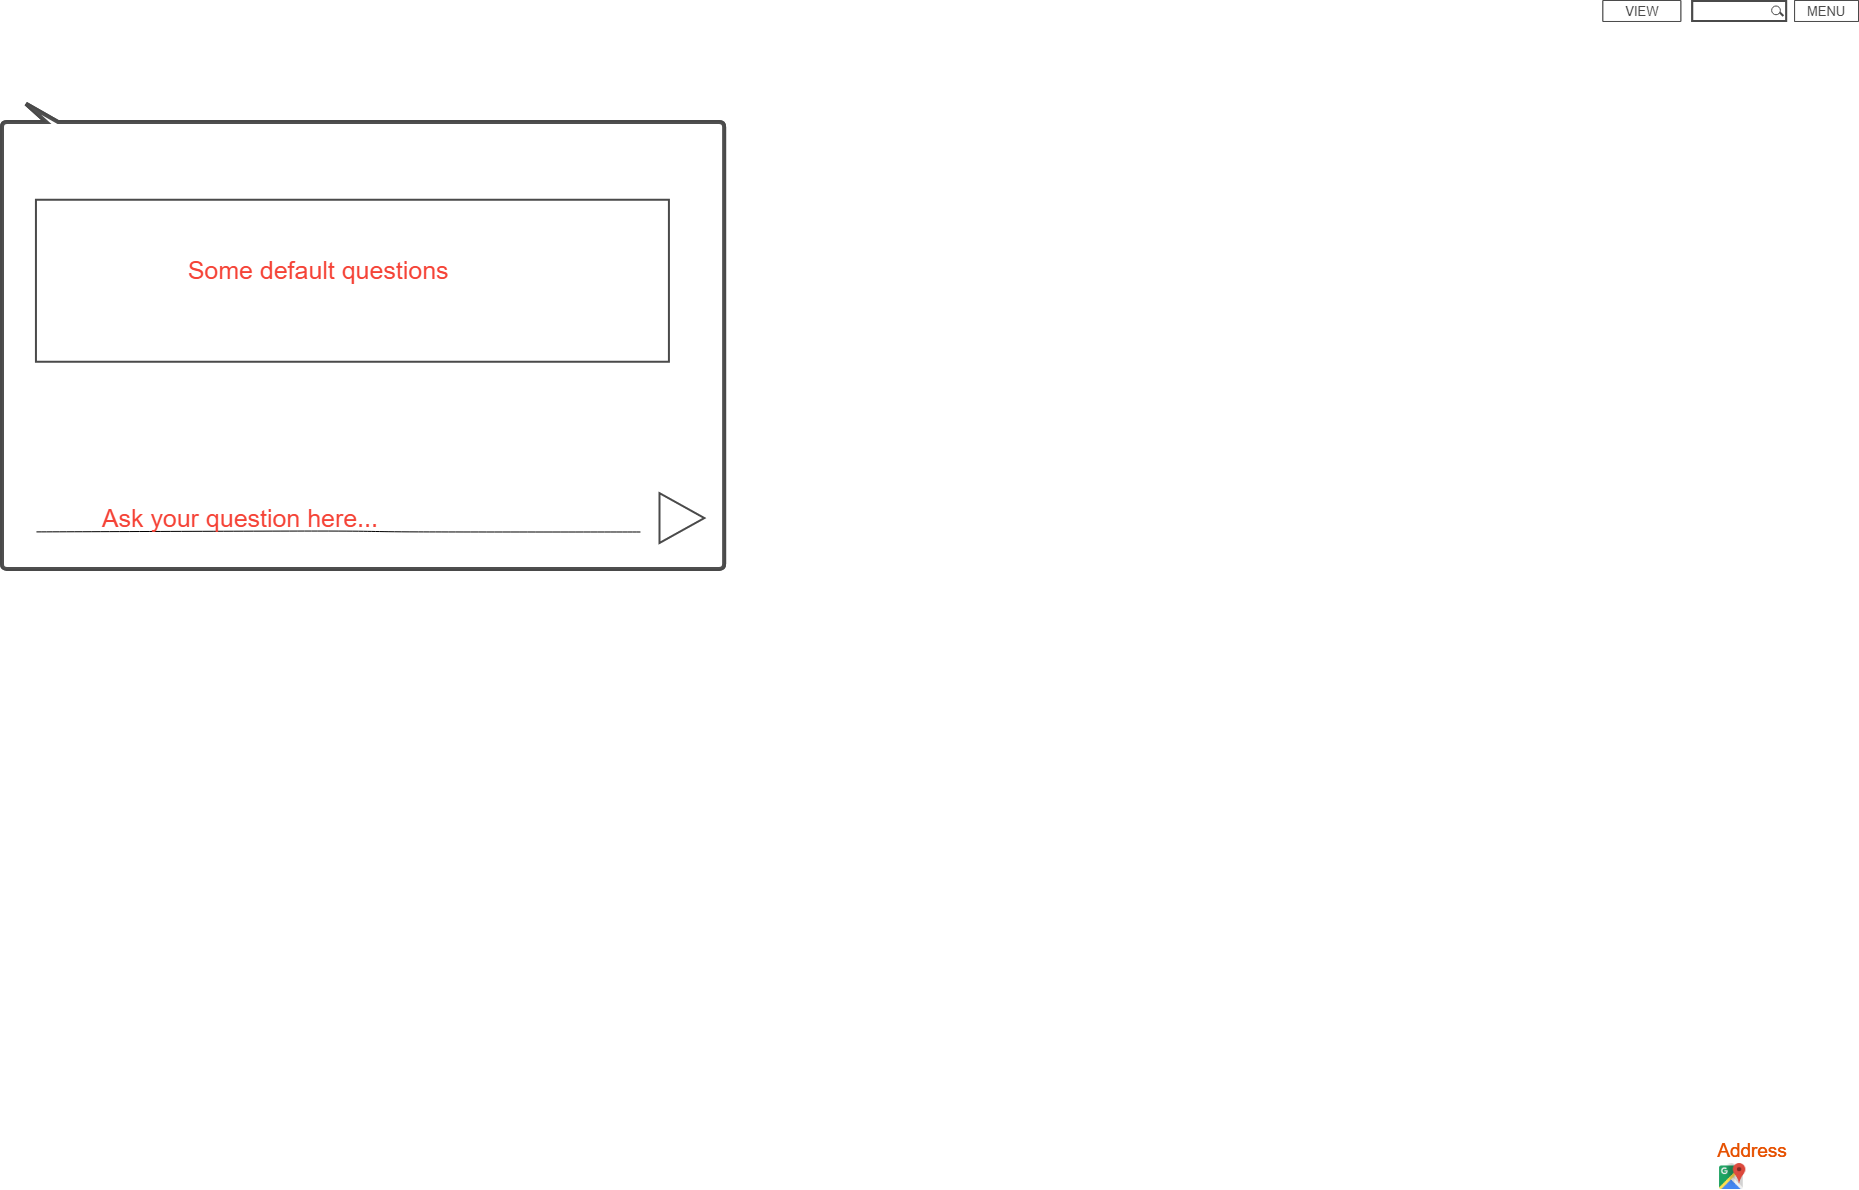 VIEW
MENU
Some default questions
Ask your question here...
Address
G